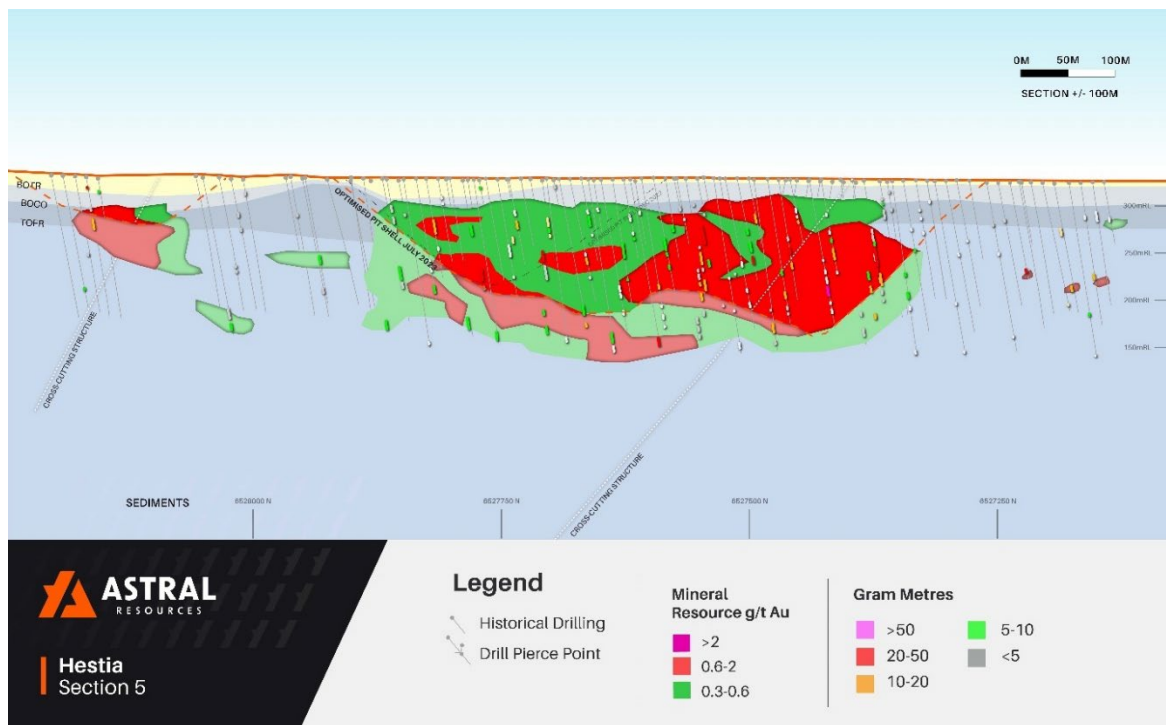 0M 50M 100M
SECTION +/- 100M
BOCO
300mRL
250mRL
200mRL
150mRL
OPTIMISED PIT SHELL JULY
CROSS-CUTTING STRUCTURE
CROSS-CUTTING STRUCTURE
SEDIMENTS
6528000 N
6527750 N
6527500 N
6527250 N
ASTRAL
RESOURCES
Hestia
Section 5
Legend
Historical Drilling
Drill Pierce Point
Mineral
Resource g/t Au
>2
0.6-2
0.3-0.6
Gram Metres
>50
20-50
10-20
5-10
<5